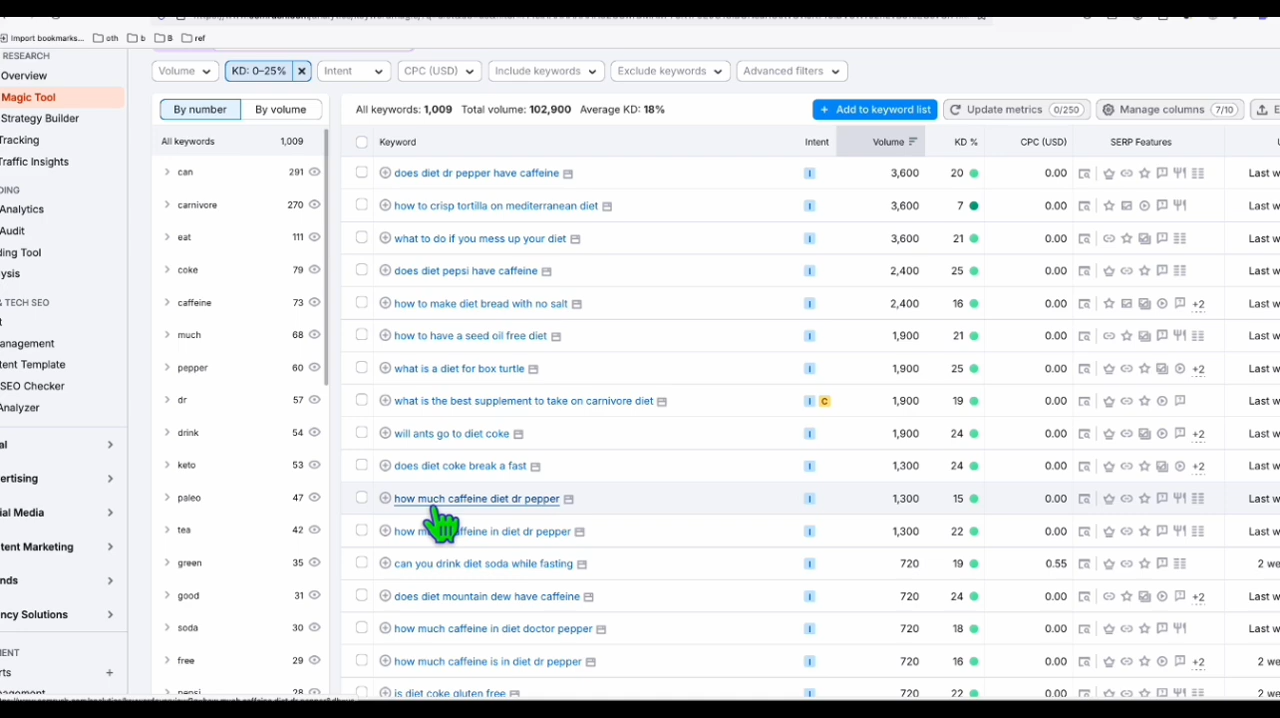 Import bookmarks... oth b B ref
RESEARCH
Overview
Magic Tool
Strategy Builder
Tracking
Traffic Insights
Analytics
Audit
ding Tool
ysis
& TECH SEO
anagement
tent Template
SEO Checker
Analyzer
al
ertising
ial Media
tent Marketing
nds
ncy Solutions
MENT
rts +
Volume KD: 0–25% × Intent CPC (USD) Include keywords Exclude keywords Advanced filters
By number By volume
All keywords 1,009
can 291
carnivore 270
eat 111
coke 79
caffeine 73
much 68
pepper 60
dr 57
drink 54
keto 53
paleo 47
tea 42
green 35
good 31
soda 30
free 29
pepsi 28
All keywords: 1,009 Total volume: 102,900 Average KD: 18% + Add to keyword list Update metrics 0/250 Manage columns 7/10 E
Keyword Intent Volume KD % CPC (USD) SERP Features
does diet dr pepper have caffeine I 3,600 20 0.00 Last w
how to crisp tortilla on mediterranean diet I 3,600 7 0.00 Last w
what to do if you mess up your diet I 3,600 21 0.00 Last w
does diet pepsi have caffeine I 2,400 25 0.00 Last w
how to make diet bread with no salt I 2,400 16 0.00 +2 Last w
how to have a seed oil free diet I 1,900 21 0.00 Last w
what is a diet for box turtle I 1,900 25 0.00 +2 Last w
what is the best supplement to take on carnivore diet I C 1,900 19 0.00 Last w
will ants go to diet coke I 1,900 24 0.00 +2 Last w
does diet coke break a fast I 1,300 24 0.00 +2 Last w
how much caffeine diet dr pepper I 1,300 15 0.00 Last w
how m ffeine in diet dr pepper I 1,300 22 0.00 Last w
can you drink diet soda while fasting I 720 19 0.55 2 we
does diet mountain dew have caffeine I 720 24 0.00 +2 Last w
how much caffeine in diet doctor pepper I 720 18 0.00 Last w
how much caffeine is in diet dr pepper I 720 16 0.00 +2 2 we
is diet coke gluten free I 720 22 0.00 Last w